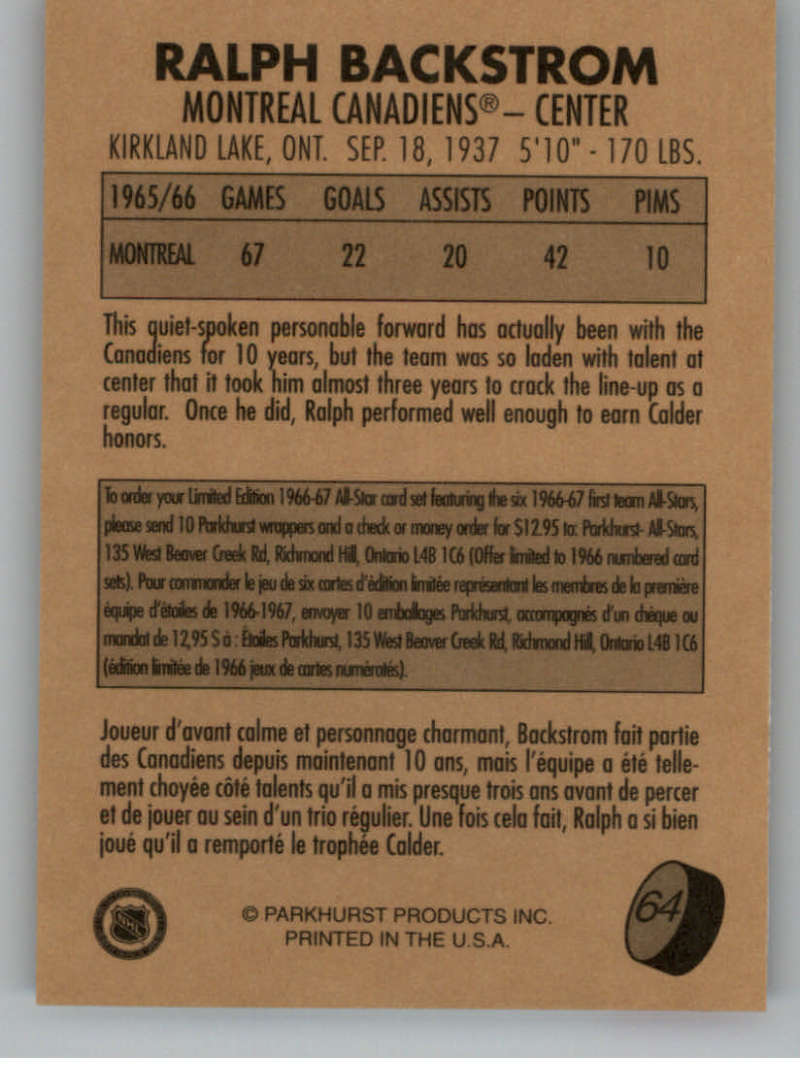 RALPH BACKSTROM
MONTREAL CANADIENS® – CENTER
KIRKLAND LAKE, ONT. SEP. 18, 1937 5'10" - 170 LBS.
1965/66 GAMES GOALS ASSISTS POINTS PIMS
MONTREAL 67 22 20 42 10
This quiet-spoken personable forward has actually been with the
Canadiens for 10 years, but the team was so laden with talent at
center that it took him almost three years to crack the line-up as a
regular. Once he did, Ralph performed well enough to earn Calder
honors.
To order your Limited Edition 1966-67 All-Star card set featuring the six 1966-67 first team All-Stars,
please send 10 Parkhurst wrappers and a check or money order for $12.95 to: Parkhurst- All-Stars,
135 West Beaver Creek Rd, Richmond Hill, Ontario L4B 1C6 (Offer limited to 1966 numbered card
sets). Pour commander le jeu de six cartes d'édition limitée représentant les membres de la première
équipe d'étoiles de 1966-1967, envoyer 10 emballages Parkhurst, accompagnés d'un chèque ou
mandat de 12,95 $ à : Étoiles Parkhurst, 135 West Beaver Creek Rd, Richmond Hill, Ontario L4B 1C6
(édition limitée de 1966 jeux de cartes numérotés).
Joueur d'avant calme et personnage charmant, Backstrom fait partie
des Canadiens depuis maintenant 10 ans, mais l'équipe a été telle-
ment choyée côté talents qu'il a mis presque trois ans avant de percer
et de jouer au sein d'un trio régulier. Une fois cela fait, Ralph a si bien
joué qu'il a remporté le trophée Calder.
64
NHL
© PARKHURST PRODUCTS INC.
PRINTED IN THE U.S.A.